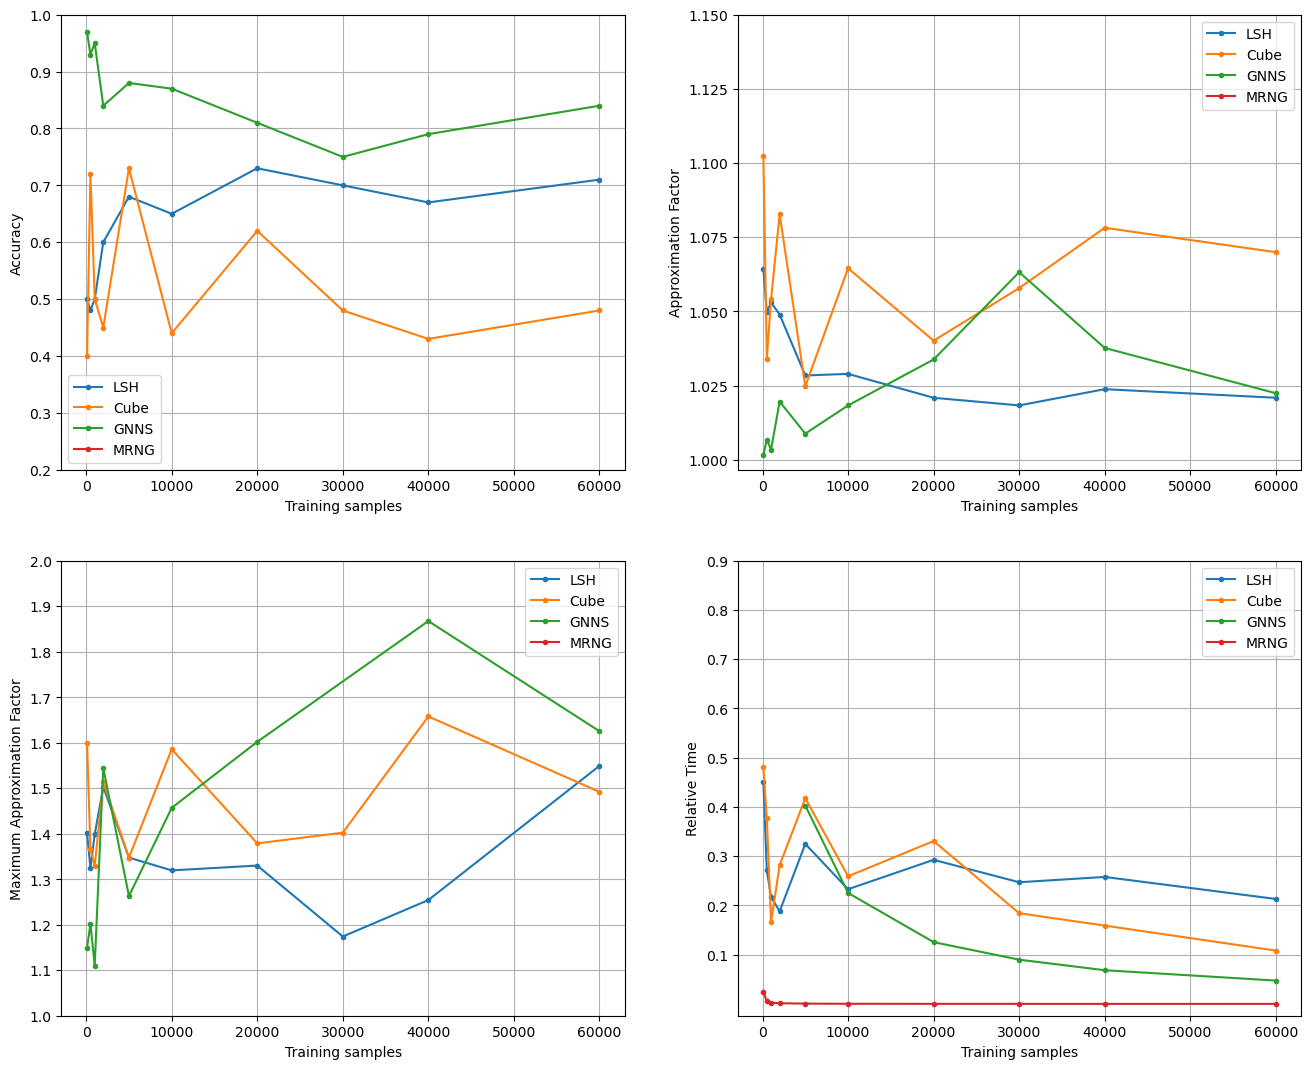 1.0
0.9
0.8
0.7
0.6
0.5
0.4
0.3
0.2
Accuracy
LSH
Cube
GNNS
MRNG
0 10000 20000 30000 40000 50000 60000
Training samples
1.150
1.125
1.100
1.075
1.050
1.025
1.000
Approximation Factor
LSH
Cube
GNNS
MRNG
0 10000 20000 30000 40000 50000 60000
Training samples
2.0
1.9
1.8
1.7
1.6
1.5
1.4
1.3
1.2
1.1
1.0
Maximum Approximation Factor
LSH
Cube
GNNS
MRNG
0 10000 20000 30000 40000 50000 60000
Training samples
0.9
0.8
0.7
0.6
0.5
0.4
0.3
0.2
0.1
Relative Time
LSH
Cube
GNNS
MRNG
0 10000 20000 30000 40000 50000 60000
Training samples